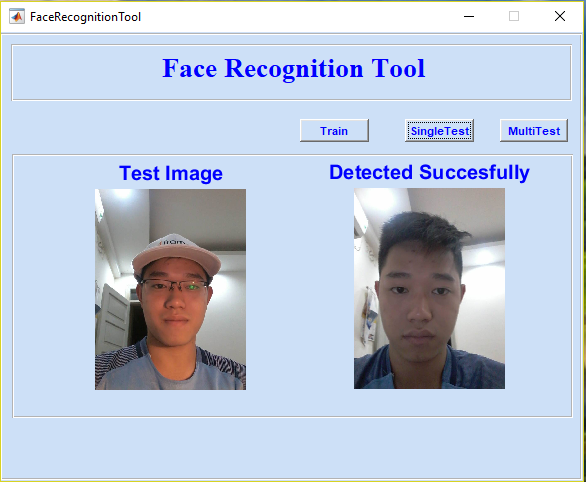 FaceRecognitionTool
Face Recognition Tool
Train
SingleTest
MultiTest
Test Image
Detected Succesfully